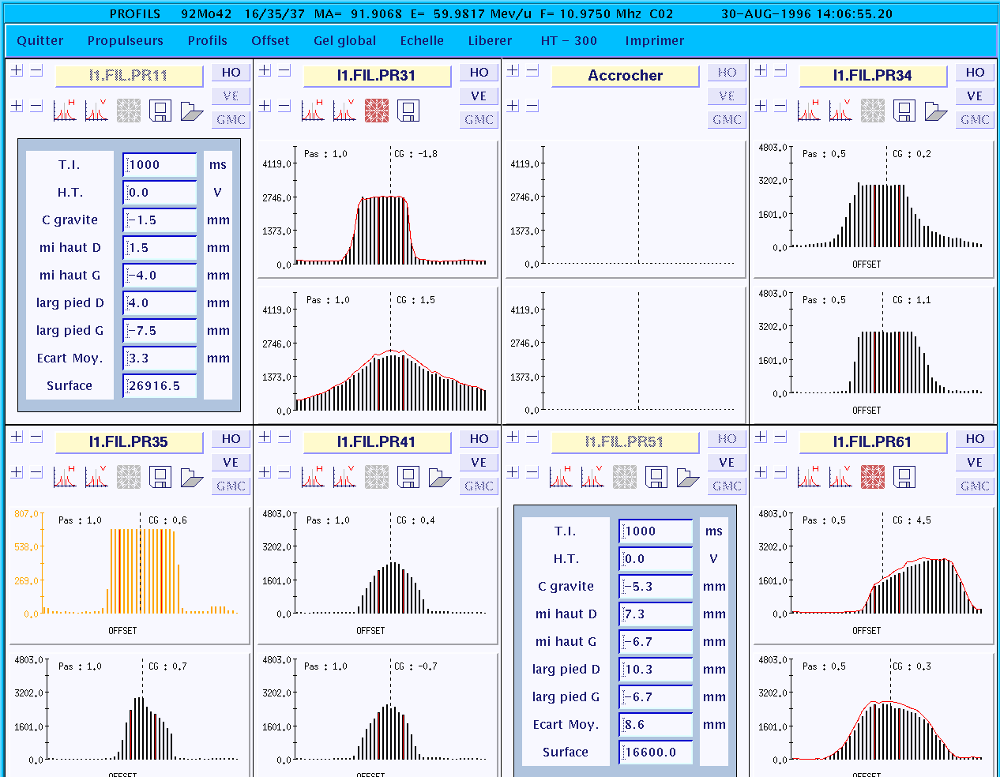 PROFILS 92Mo42 16/35/37 MA= 91.9068 E= 59.9817 Mev/u F= 10.9750 Mhz C02 30-AUG-1996 14:06:55.20
Quitter Propulseurs Profils Offset Gel global Echelle Liberer HT - 300 Imprimer
I1.FIL.PR11
HO
VE
GMC
H V
T.I. 1000 ms
H.T. 0.0 V
C gravite -1.5 mm
mi haut D 1.5 mm
mi haut G -4.0 mm
larg pied D 4.0 mm
larg pied G -7.5 mm
Ecart Moy. 3.3 mm
Surface 26916.5
I1.FIL.PR31
HO
VE
GMC
H V
Pas : 1.0 CG : -1.8
4119.0
2746.0
1373.0
0.0
Pas : 1.0 CG : 1.5
4119.0
2746.0
1373.0
0.0
Accrocher
HO
VE
GMC
4119.0
2746.0
1373.0
0.0
4119.0
2746.0
1373.0
0.0
I1.FIL.PR34
HO
VE
GMC
H V
4803.0 Pas : 0.5 CG : 0.2
3202.0
1601.0
0.0
OFFSET
4803.0 Pas : 0.5 CG : 1.1
3202.0
1601.0
0.0
OFFSET
I1.FIL.PR35
HO
VE
GMC
H V
807.0 Pas : 1.0 CG : 0.6
538.0
269.0
0.0
OFFSET
4803.0 Pas : 1.0 CG : 0.7
3202.0
1601.0
0.0
OFFSET
I1.FIL.PR41
HO
VE
GMC
H V
4803.0 Pas : 1.0 CG : 0.4
3202.0
1601.0
0.0
OFFSET
4803.0 Pas : 1.0 CG : -0.7
3202.0
1601.0
0.0
OFFSET
I1.FIL.PR51
HO
VE
GMC
H V
T.I. 1000 ms
H.T. 0.0 V
C gravite -5.3 mm
mi haut D 7.3 mm
mi haut G -6.7 mm
larg pied D 10.3 mm
larg pied G -6.7 mm
Ecart Moy. 8.6 mm
Surface 16600.0
I1.FIL.PR61
HO
VE
GMC
H V
4803.0 Pas : 0.5 CG : 4.5
3202.0
1601.0
0.0
OFFSET
4803.0 Pas : 0.5 CG : 0.3
3202.0
1601.0
0.0
OFFSET